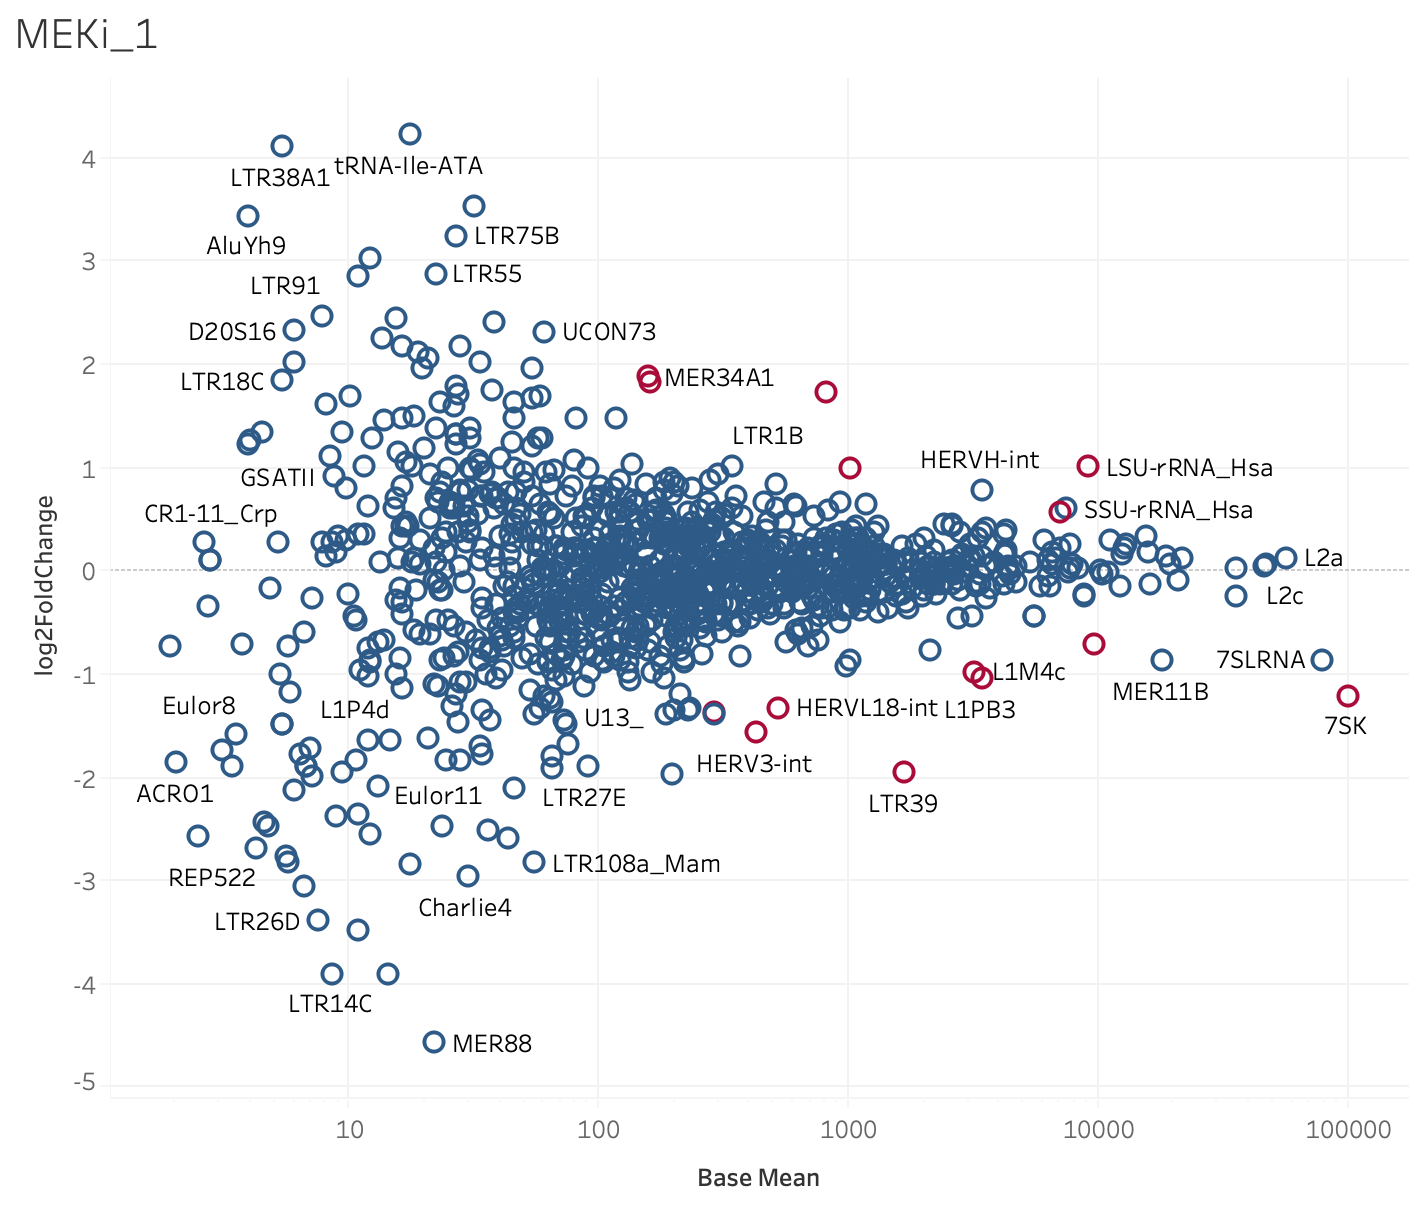 MEKi_1
4
tRNA-Ile-ATA
LTR38A1
AluYh9
LTR75B
3
LTR55
LTR91
D20S16
UCON73
2
LTR18C
MER34A1
LTR1B
HERVH-int
1
LSU-rRNA_Hsa
GSATII
CR1-11_Crp
SSU-rRNA_Hsa
L2a
0
L2c
log2FoldChange
-1
L1M4c
7SLRNA
MER11B
Eulor8
L1P4d
U13_
HERVL18-int
L1PB3
7SK
HERV3-int
-2
ACRO1
Eulor11
LTR27E
LTR39
LTR108a_Mam
REP522
-3
Charlie4
LTR26D
-4
LTR14C
MER88
-5
10
100
1000
10000
100000
Base Mean